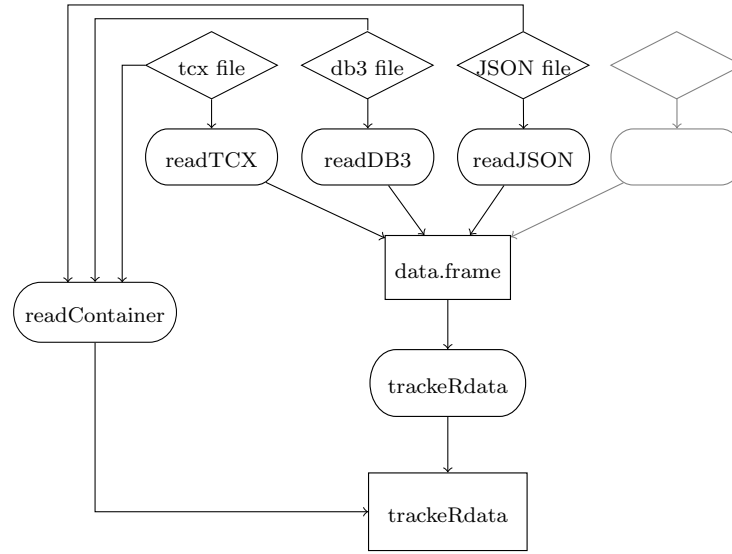 tcx file
db3 file
JSON file
readTCX
readDB3
readJSON
data.frame
readContainer
trackeRdata
trackeRdata